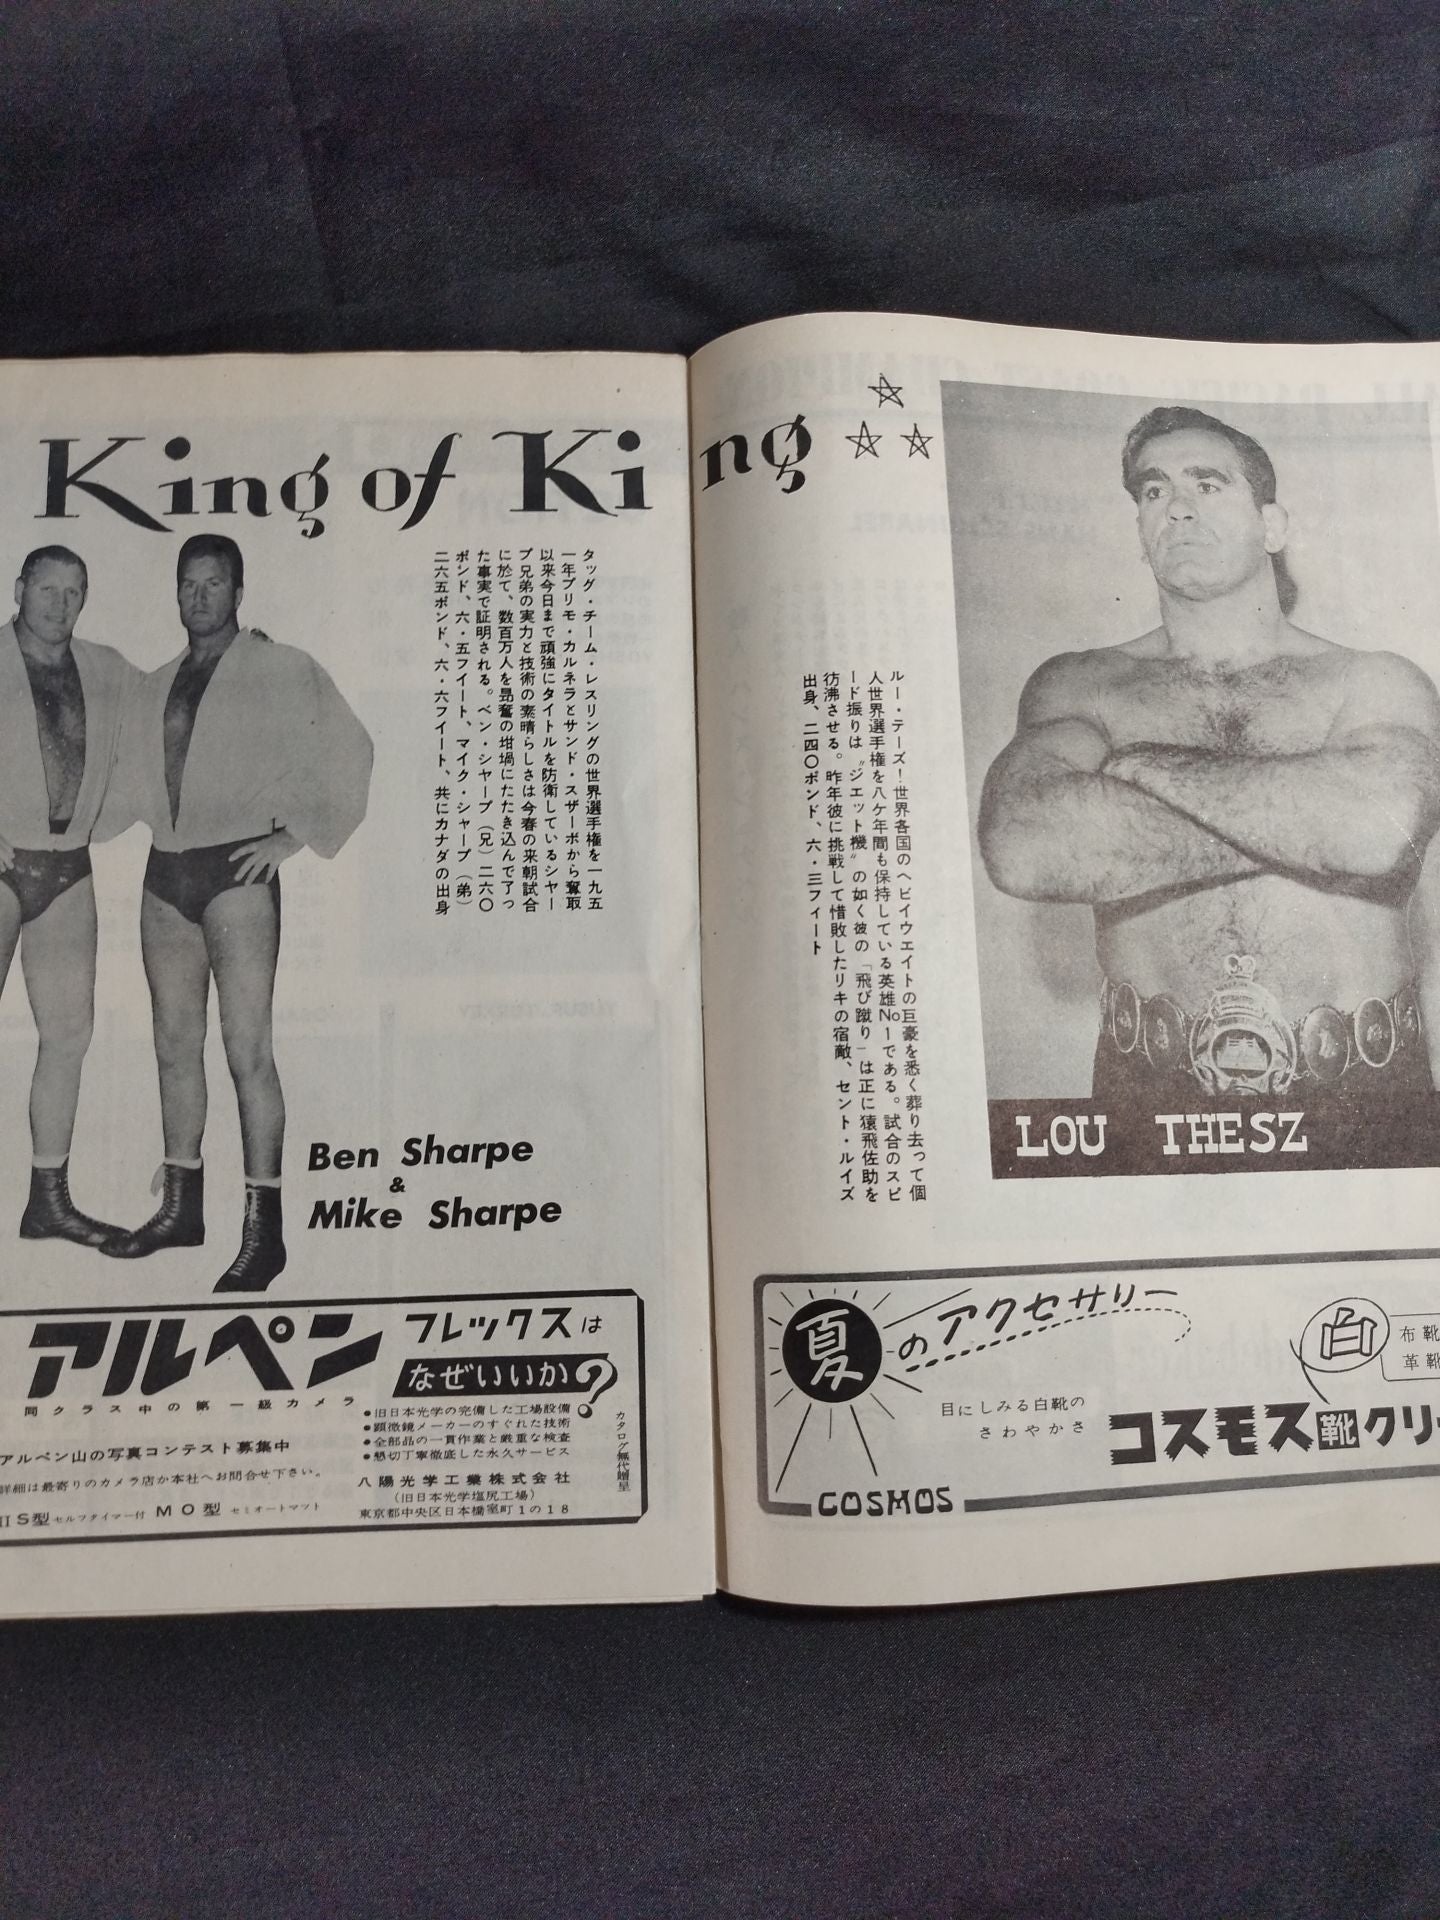 King of Ki
タッグ・チーム・レスリングの世界選手権を一九五
一年プリモ・カルネラとサンド・スザーボから奪取
以来今日まで頑強にタイトルを防衛しているシヤー
プ兄弟の実力と技術の素晴らしさは今春の来朝試合
に於て、数百万人を昂奮の坩堝にたたき込んで了っ
た事実で証明される。ベン・シヤープ（兄）二六〇
ポンド、六・五フイート、マイク・シャープ（弟）
二六五ポンド、六・六フイート、共にカナダの出身
Ben Sharpe
&
Mike Sharpe
アルペン フレックスは
なぜいいか?
同クラス中の第一級カメラ
アルペン山の写真コンテスト募集中
詳細は最寄りのカメラ店か本社へお問合せ下さい。
II S型 セルフタイマー付 MO型 セミオートマット
●旧日本光学の完備した工場設備
●顕微鏡メーカーのすぐれた技術
●全部品の一貫作業と厳重な検査
●懇切丁寧徹底した永久サービス
八陽光学工業株式会社
（旧日本光学塩尻工場）
東京都中央区日本橋室町1の18
カタログ無代贈呈
ng ☆☆☆
ルー・テーズ！世界各国のヘビイウエイトの巨豪を悉く葬り去って個
人世界選手権を八ケ年間も保持している英雄No1である。試合のスピ
ード振りは〝ジエット機〟の如く彼の「飛び蹴り」は正に猿飛佐助を
彷沸させる。昨年彼に挑戦して惜敗したリキの宿敵、セント・ルイズ
出身、二四〇ポンド、六・三フィート
LOU THESZ
夏のアクセサリー
目にしみる白靴の
さわやかさ
白
布靴
革靴
コスモス靴クリー
COSMOS